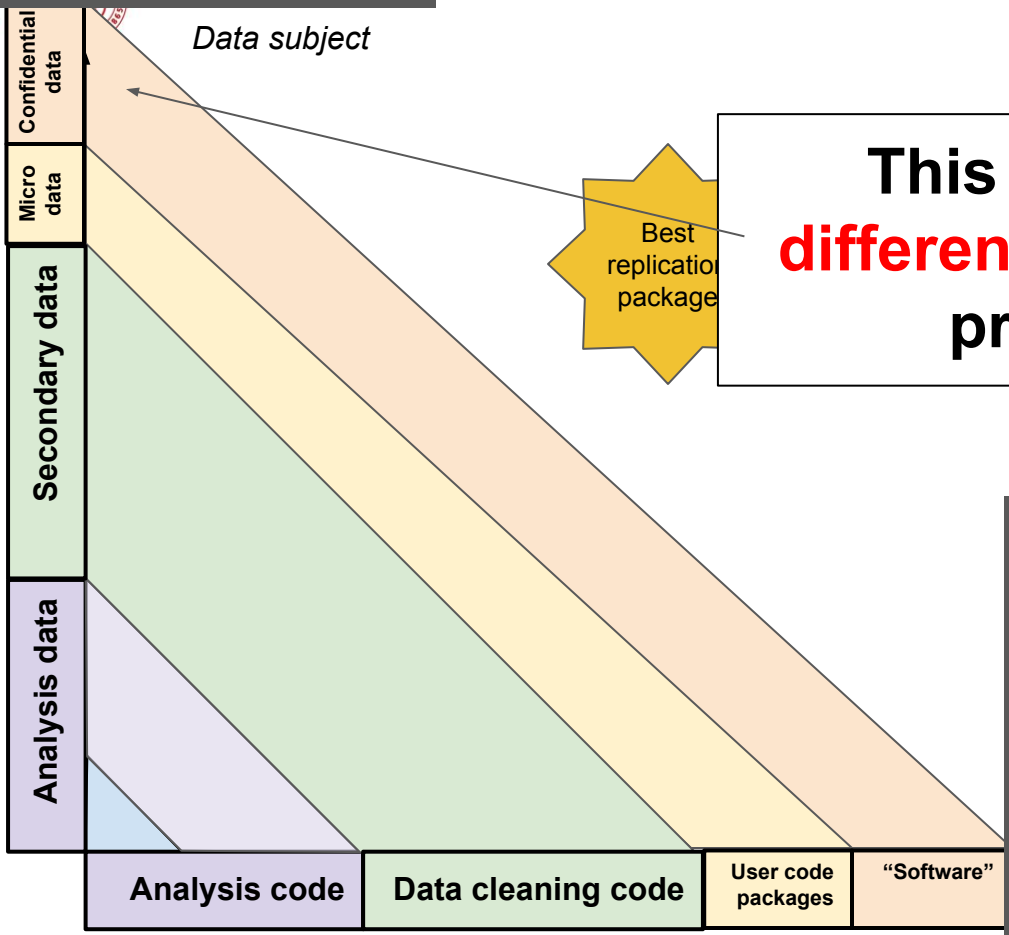 Data subject
Confidential
data
Micro
data
Secondary data
Analysis data
Best
replication
package
This
differen
pr
Analysis code
Data cleaning code
User code
packages
“Software”